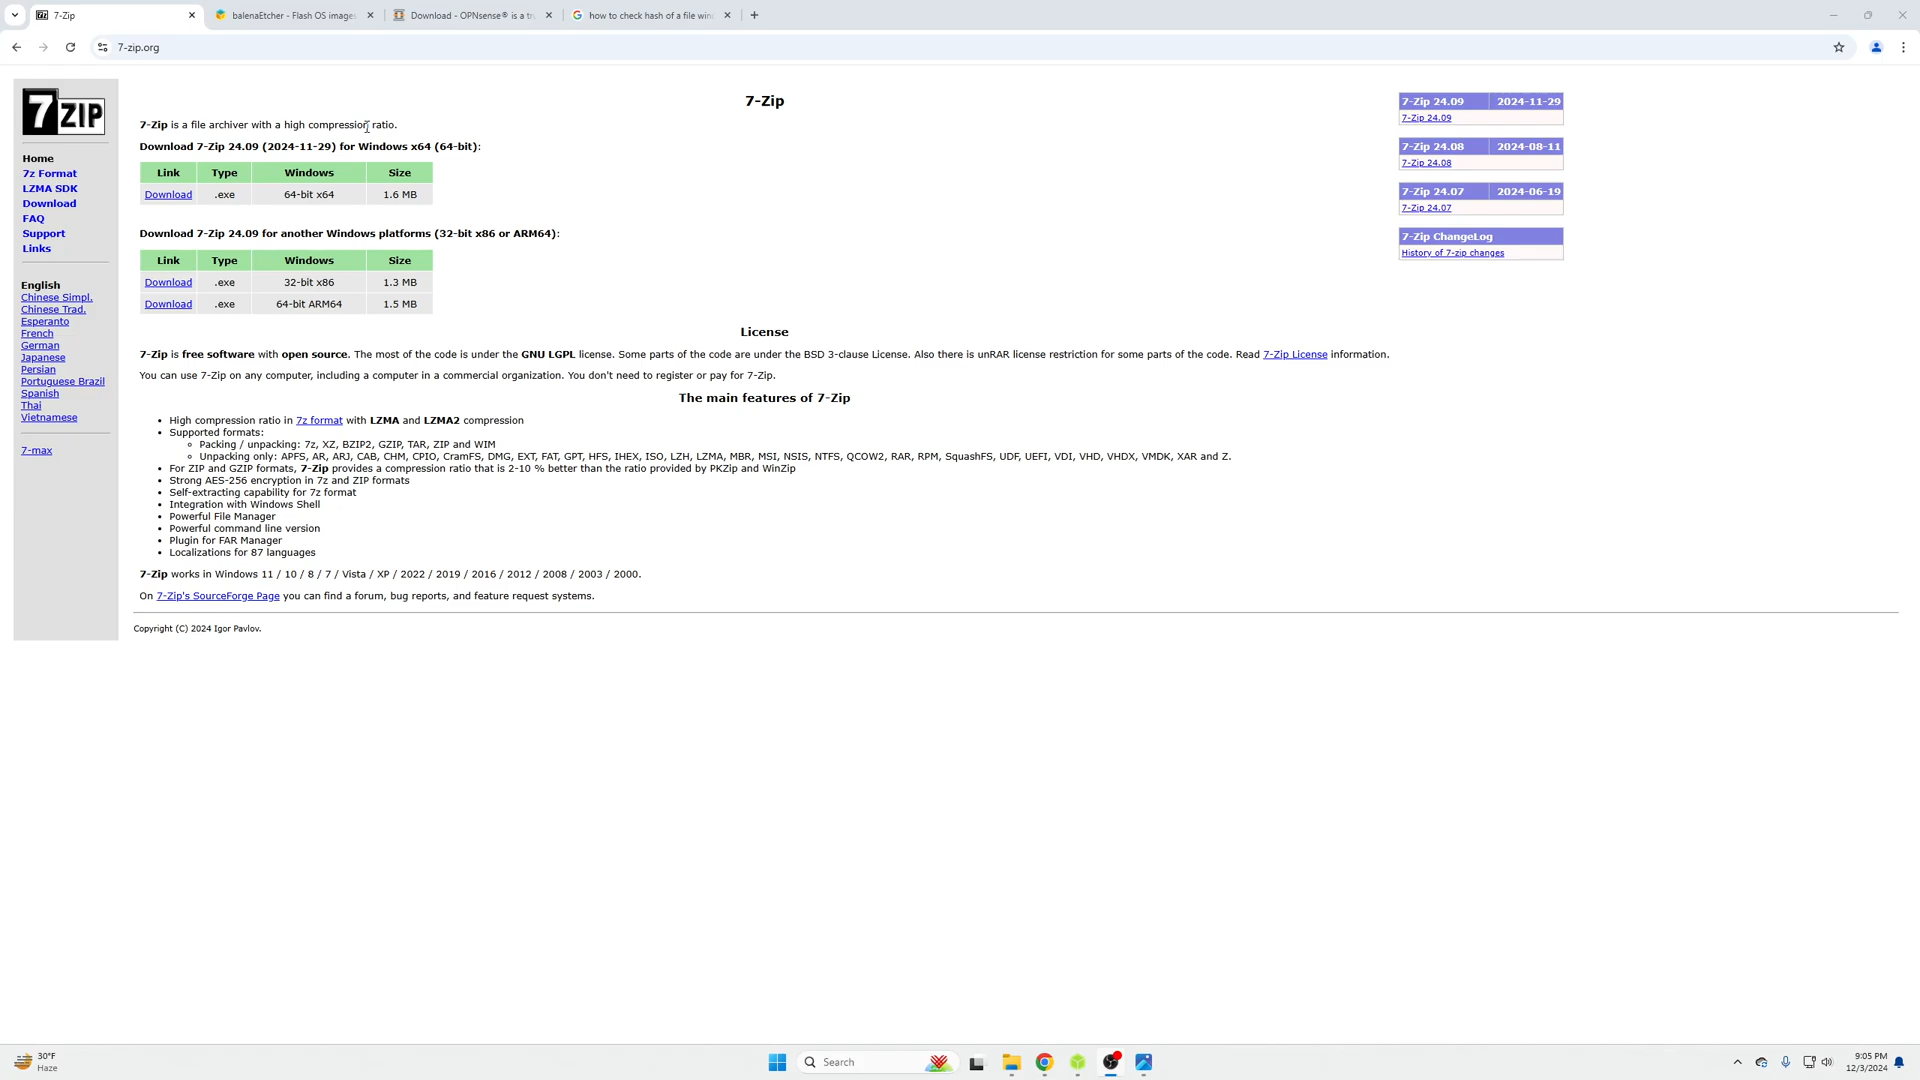 7-Zip
balenaEtcher - Flash OS images
Download - OPNsense® is a tr
how to check hash of a file win
7-zip.org
7ZIP
Home
7z Format
LZMA SDK
Download
FAQ
Support
Links
English
Chinese Simpl.
Chinese Trad.
Esperanto
French
German
Japanese
Persian
Portuguese Brazil
Spanish
Thai
Vietnamese
7-max
7-Zip
7-Zip is a file archiver with a high compression ratio.
Download 7-Zip 24.09 (2024-11-29) for Windows x64 (64-bit):
Link Type Windows Size
Download .exe 64-bit x64 1.6 MB
Download 7-Zip 24.09 for another Windows platforms (32-bit x86 or ARM64):
Link Type Windows Size
Download .exe 32-bit x86 1.3 MB
Download .exe 64-bit ARM64 1.5 MB
License
7-Zip is free software with open source. The most of the code is under the GNU LGPL license. Some parts of the code are under the BSD 3-clause License. Also there is unRAR license restriction for some parts of the code. Read 7-Zip License information.
You can use 7-Zip on any computer, including a computer in a commercial organization. You don't need to register or pay for 7-Zip.
The main features of 7-Zip
• High compression ratio in 7z format with LZMA and LZMA2 compression
• Supported formats:
◦ Packing / unpacking: 7z, XZ, BZIP2, GZIP, TAR, ZIP and WIM
◦ Unpacking only: APFS, AR, ARJ, CAB, CHM, CPIO, CramFS, DMG, EXT, FAT, GPT, HFS, IHEX, ISO, LZH, LZMA, MBR, MSI, NSIS, NTFS, QCOW2, RAR, RPM, SquashFS, UDF, UEFI, VDI, VHD, VHDX, VMDK, XAR and Z.
• For ZIP and GZIP formats, 7-Zip provides a compression ratio that is 2-10 % better than the ratio provided by PKZip and WinZip
• Strong AES-256 encryption in 7z and ZIP formats
• Self-extracting capability for 7z format
• Integration with Windows Shell
• Powerful File Manager
• Powerful command line version
• Plugin for FAR Manager
• Localizations for 87 languages
7-Zip works in Windows 11 / 10 / 8 / 7 / Vista / XP / 2022 / 2019 / 2016 / 2012 / 2008 / 2003 / 2000.
On 7-Zip's SourceForge Page you can find a forum, bug reports, and feature request systems.
Copyright (C) 2024 Igor Pavlov.
7-Zip 24.09 2024-11-29
7-Zip 24.09
7-Zip 24.08 2024-08-11
7-Zip 24.08
7-Zip 24.07 2024-06-19
7-Zip 24.07
7-Zip ChangeLog
History of 7-zip changes
30°F
Haze
Search
9:05 PM
12/3/2024